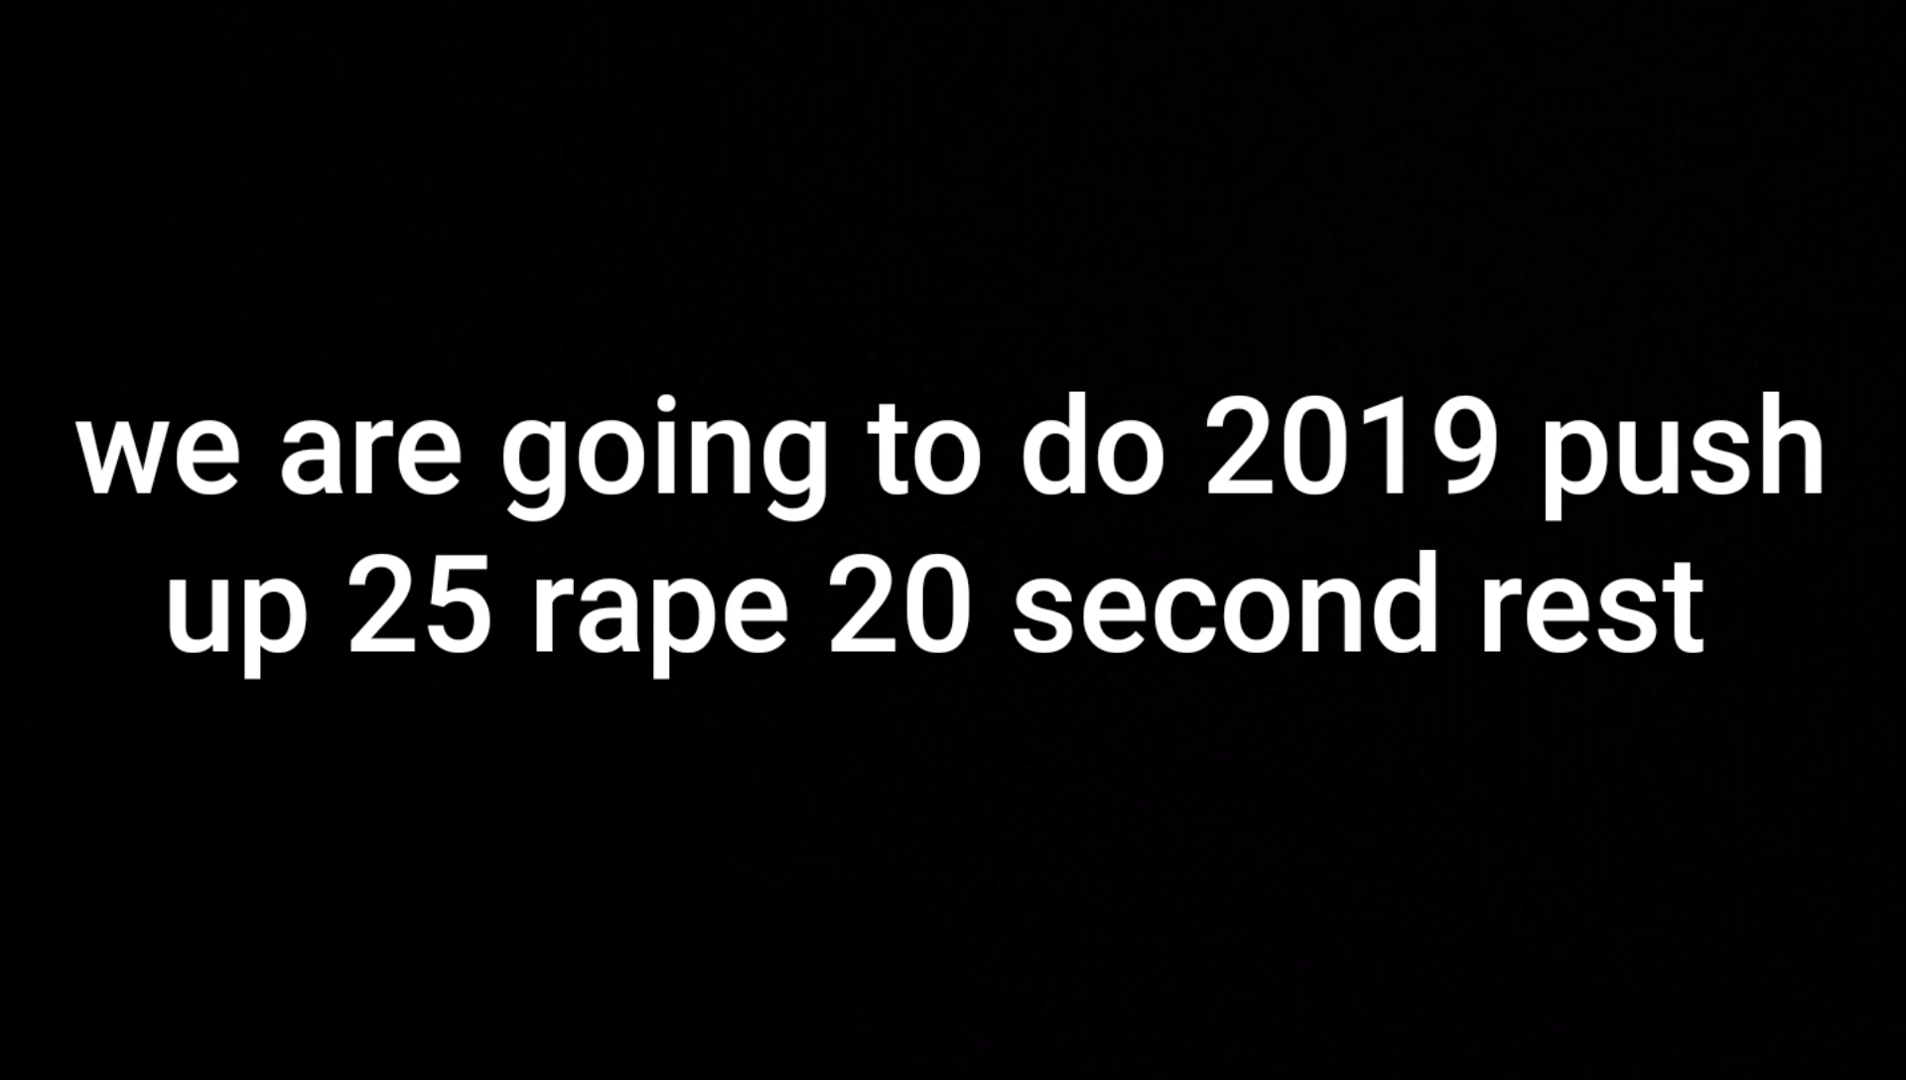 we are going to do 2019 push
up 25 rape 20 second rest